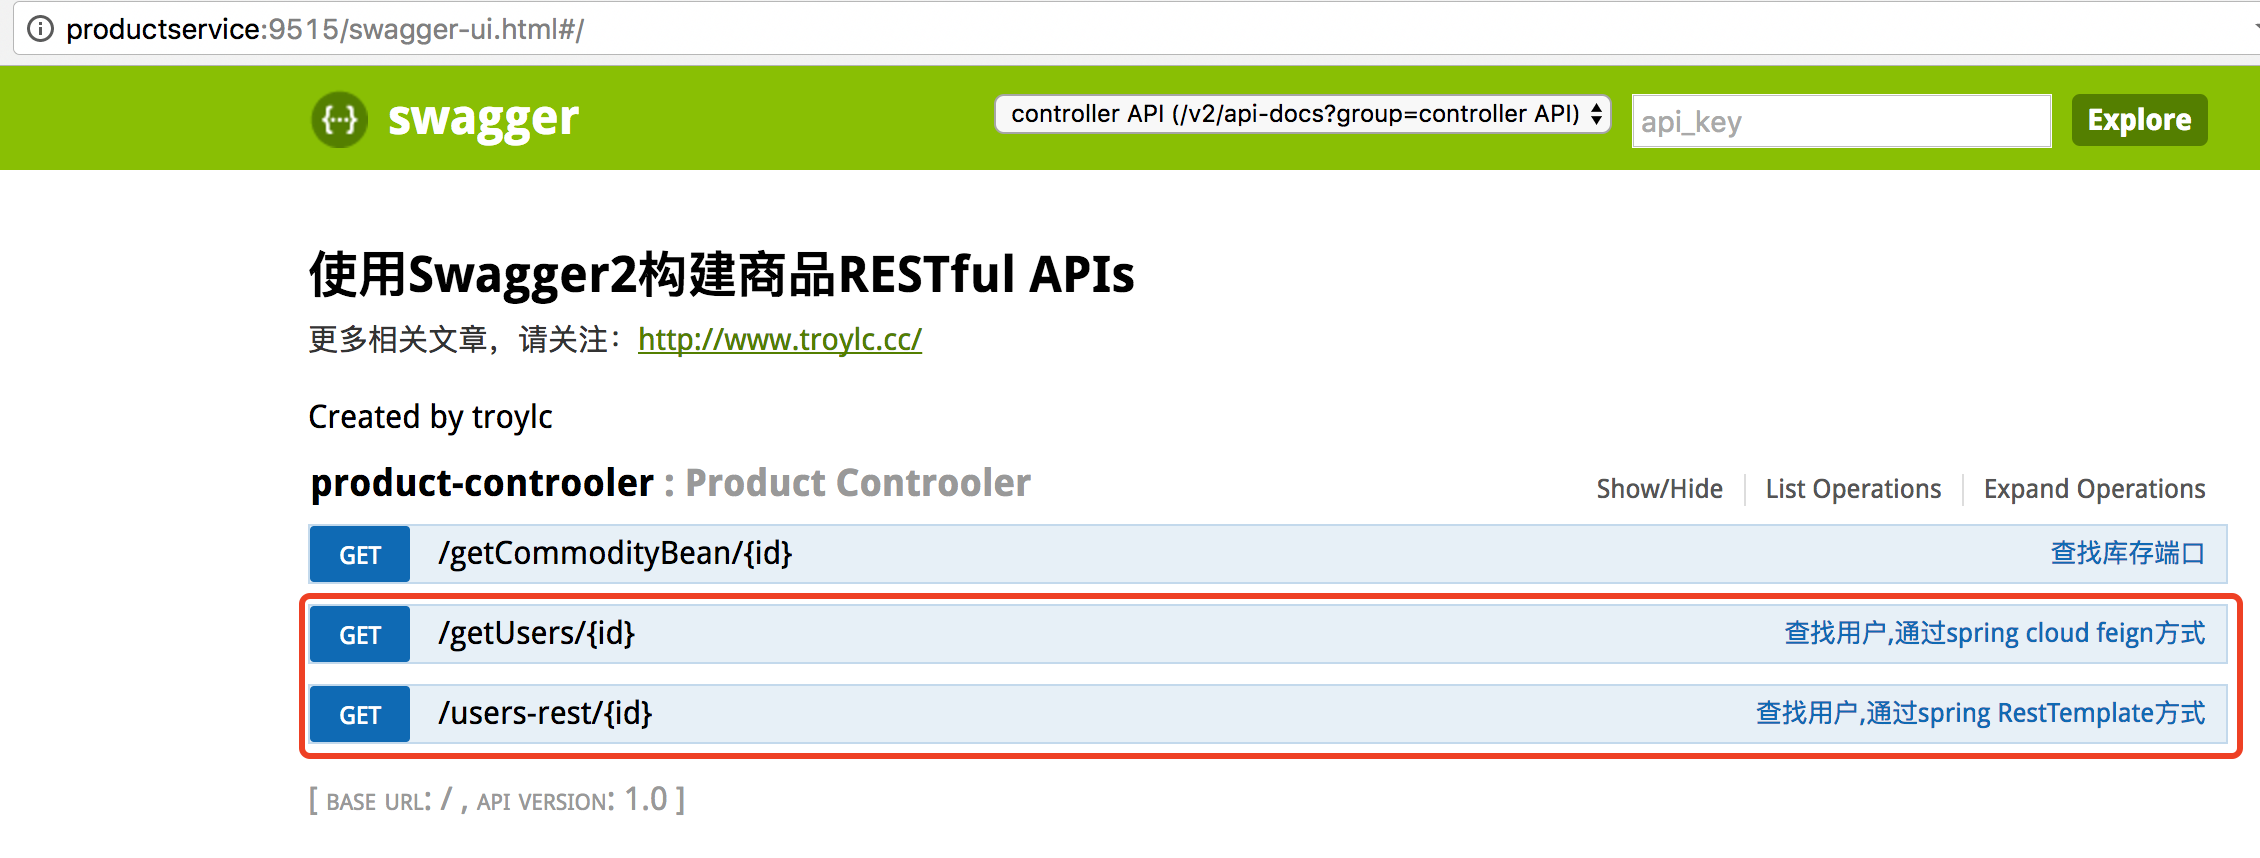 productservice:9515/swagger-ui.html#/
{···} swagger
controller API (/v2/api-docs?group=controller API)
api_key
Explore
使用Swagger2构建商品RESTful APIs
更多相关文章，请关注：http://www.troylc.cc/
Created by troylc
product-controoler : Product Controoler
Show/Hide
List Operations
Expand Operations
GET /getCommodityBean/{id} 查找库存端口
GET /getUsers/{id} 查找用户,通过spring cloud feign方式
GET /users-rest/{id} 查找用户,通过spring RestTemplate方式
[ BASE URL: / , API VERSION: 1.0 ]